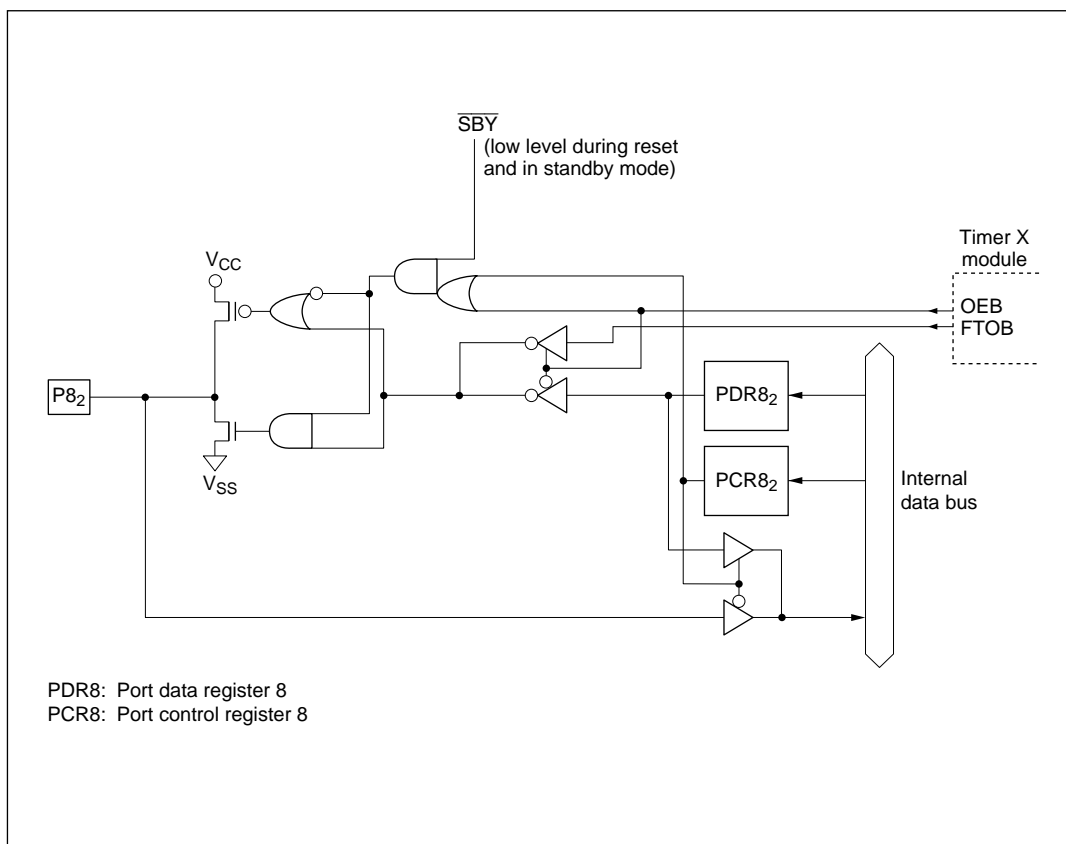 SBY
(low level during reset
and in standby mode)
Timer X
module
VCC
OEB
FTOB
P82
PDR82
PCR82
VSS
Internal
data bus
PDR8: Port data register 8
PCR8: Port control register 8